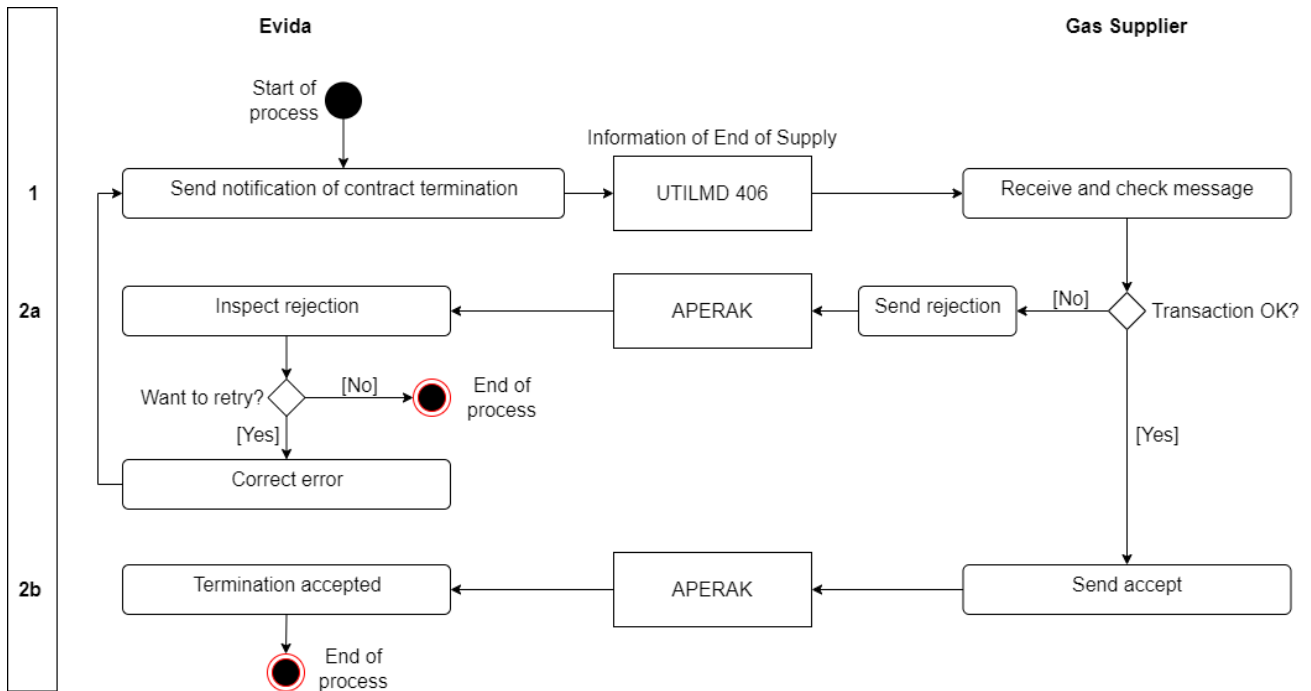 Evida
Gas Supplier
Start of
process
Information of End of Supply
1
Send notification of contract termination
UTILMD 406
Receive and check message
2a
Inspect rejection
APERAK
Send rejection
[No]
Transaction OK?
Want to retry?
[No]
End of
process
[Yes]
[Yes]
Correct error
2b
Termination accepted
APERAK
Send accept
End of
process